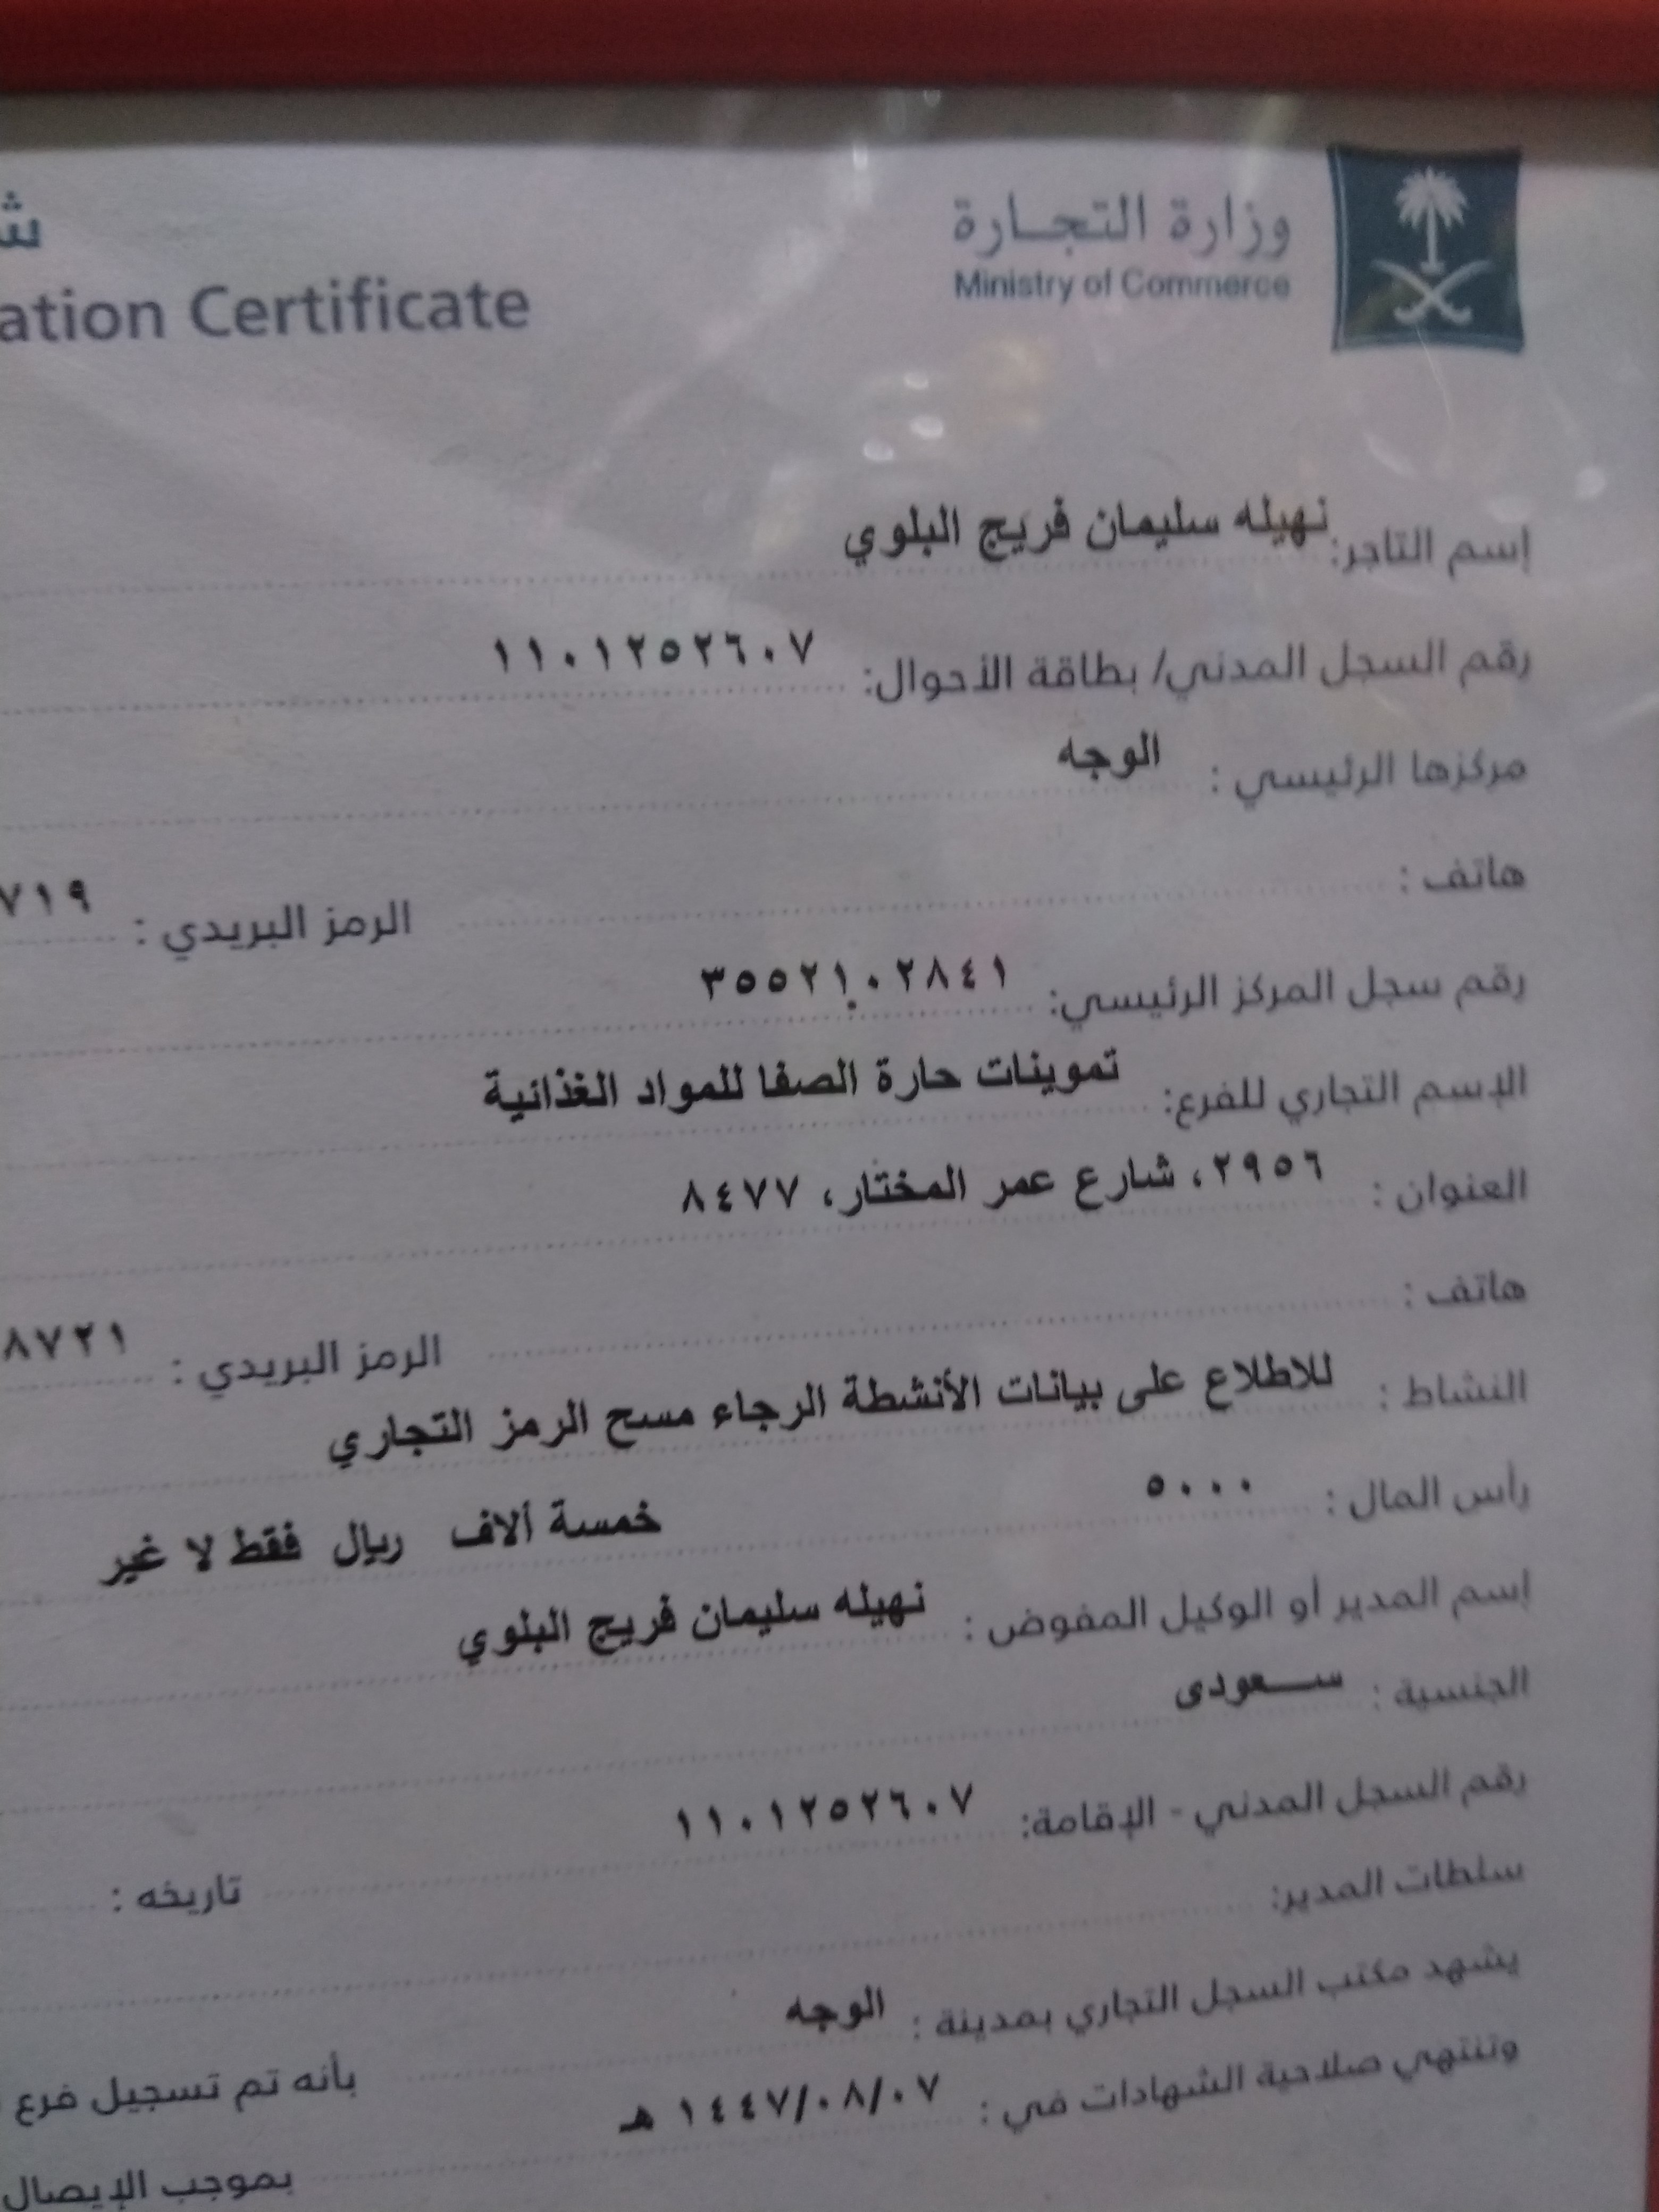 وزارة التجارة
Ministry of Commerce
ation Certificate
إسم التاجر: نهيله سليمان فريج البلوي
رقم السجل المدني/ بطاقة الأحوال: ١١٠١٢٥٢٦٠٧
مركزها الرئيسي : الوجه
هاتف : الرمز البريدي : ٧١٩
رقم سجل المركز الرئيسي: ٣٥٥٢١٠٢٨٤١
الإسم التجاري للفرع: تموينات حارة الصفا للمواد الغذائية
العنوان : ٢٩٥٦، شارع عمر المختار، ٨٤٧٧
هاتف : الرمز البريدي : ٨٧٢١
النشاط : للاطلاع على بيانات الأنشطة الرجاء مسح الرمز التجاري
رأس المال : ٥٠٠٠ خمسة ألاف ريال فقط لا غير
إسم المدير أو الوكيل المفوض : نهيله سليمان فريج البلوي
الجنسية : سعودى
رقم السجل المدني - الإقامة: ١١٠١٢٥٢٦٠٧
سلطات المدير: تاريخه :
يشهد مكتب السجل التجاري بمدينة : الوجه
بأنه تم تسجيل فرع
وتنتهي صلاحية الشهادات في : ١٤٤٧/٠٨/٠٧ هـ
بموجب الإيصال